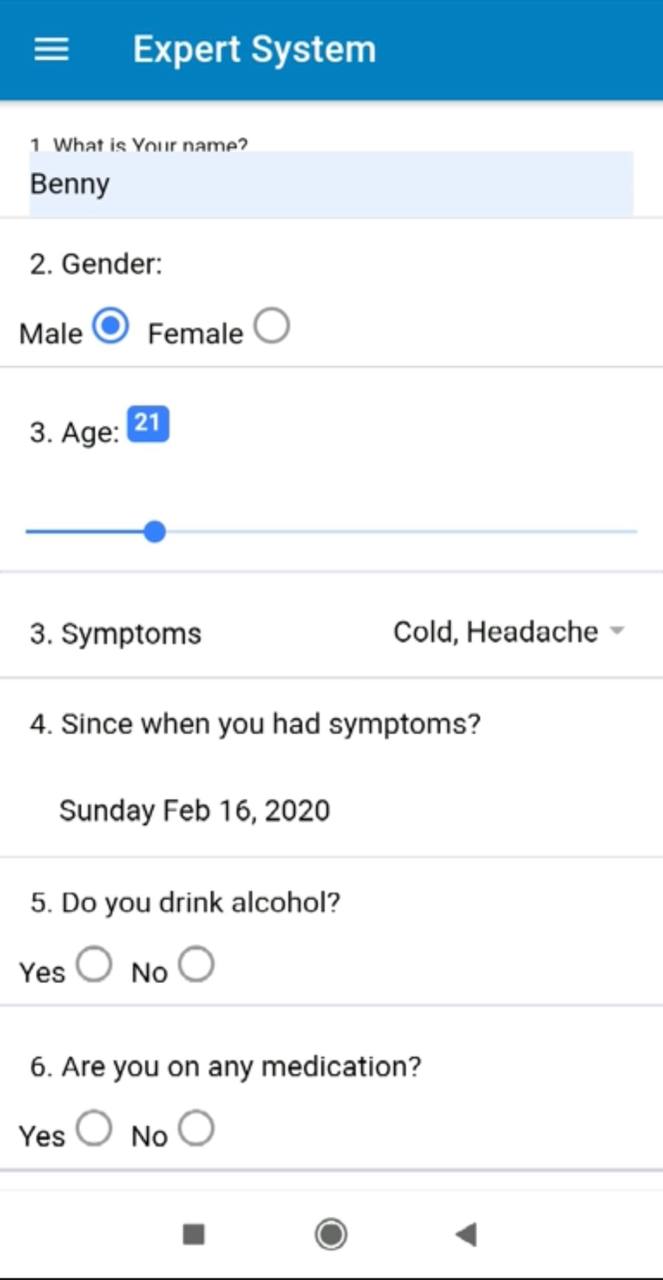 Expert System
1. What is Your name?
Benny
2. Gender:
Male Female
3. Age: 21
3. Symptoms Cold, Headache
4. Since when you had symptoms?
Sunday Feb 16, 2020
5. Do you drink alcohol?
Yes No
6. Are you on any medication?
Yes No